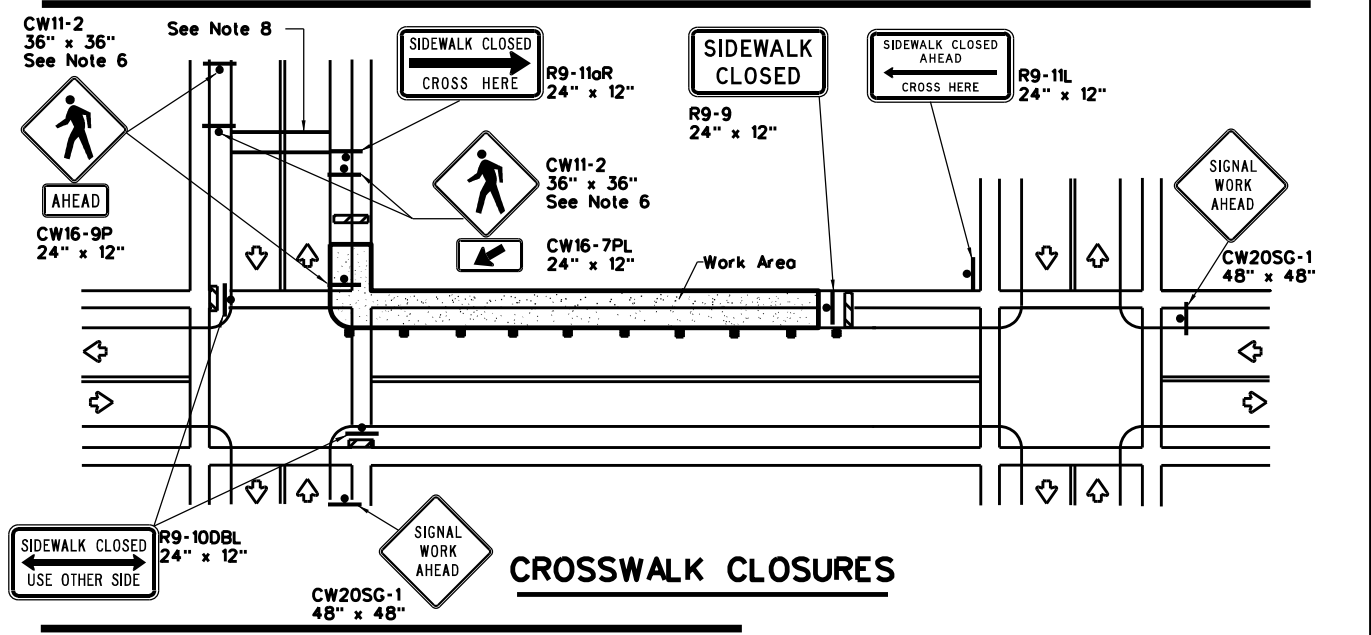 CW11-2
36" x 36"
See Note 6
AHEAD
CW16-9P
24" x 12"
See Note 8
SIDEWALK CLOSED
CROSS HERE
R9-11aR
24" x 12"
CW11-2
36" x 36"
See Note 6
CW16-7PL
24" x 12"
SIDEWALK
CLOSED
R9-9
24" x 12"
SIDEWALK CLOSED
AHEAD
CROSS HERE
R9-11L
24" x 12"
SIGNAL
WORK
AHEAD
CW20SG-1
48" x 48"
Work Area
SIDEWALK CLOSED
USE OTHER SIDE
R9-10DBL
24" x 12"
SIGNAL
WORK
AHEAD
CW20SG-1
48" x 48"
CROSSWALK CLOSURES